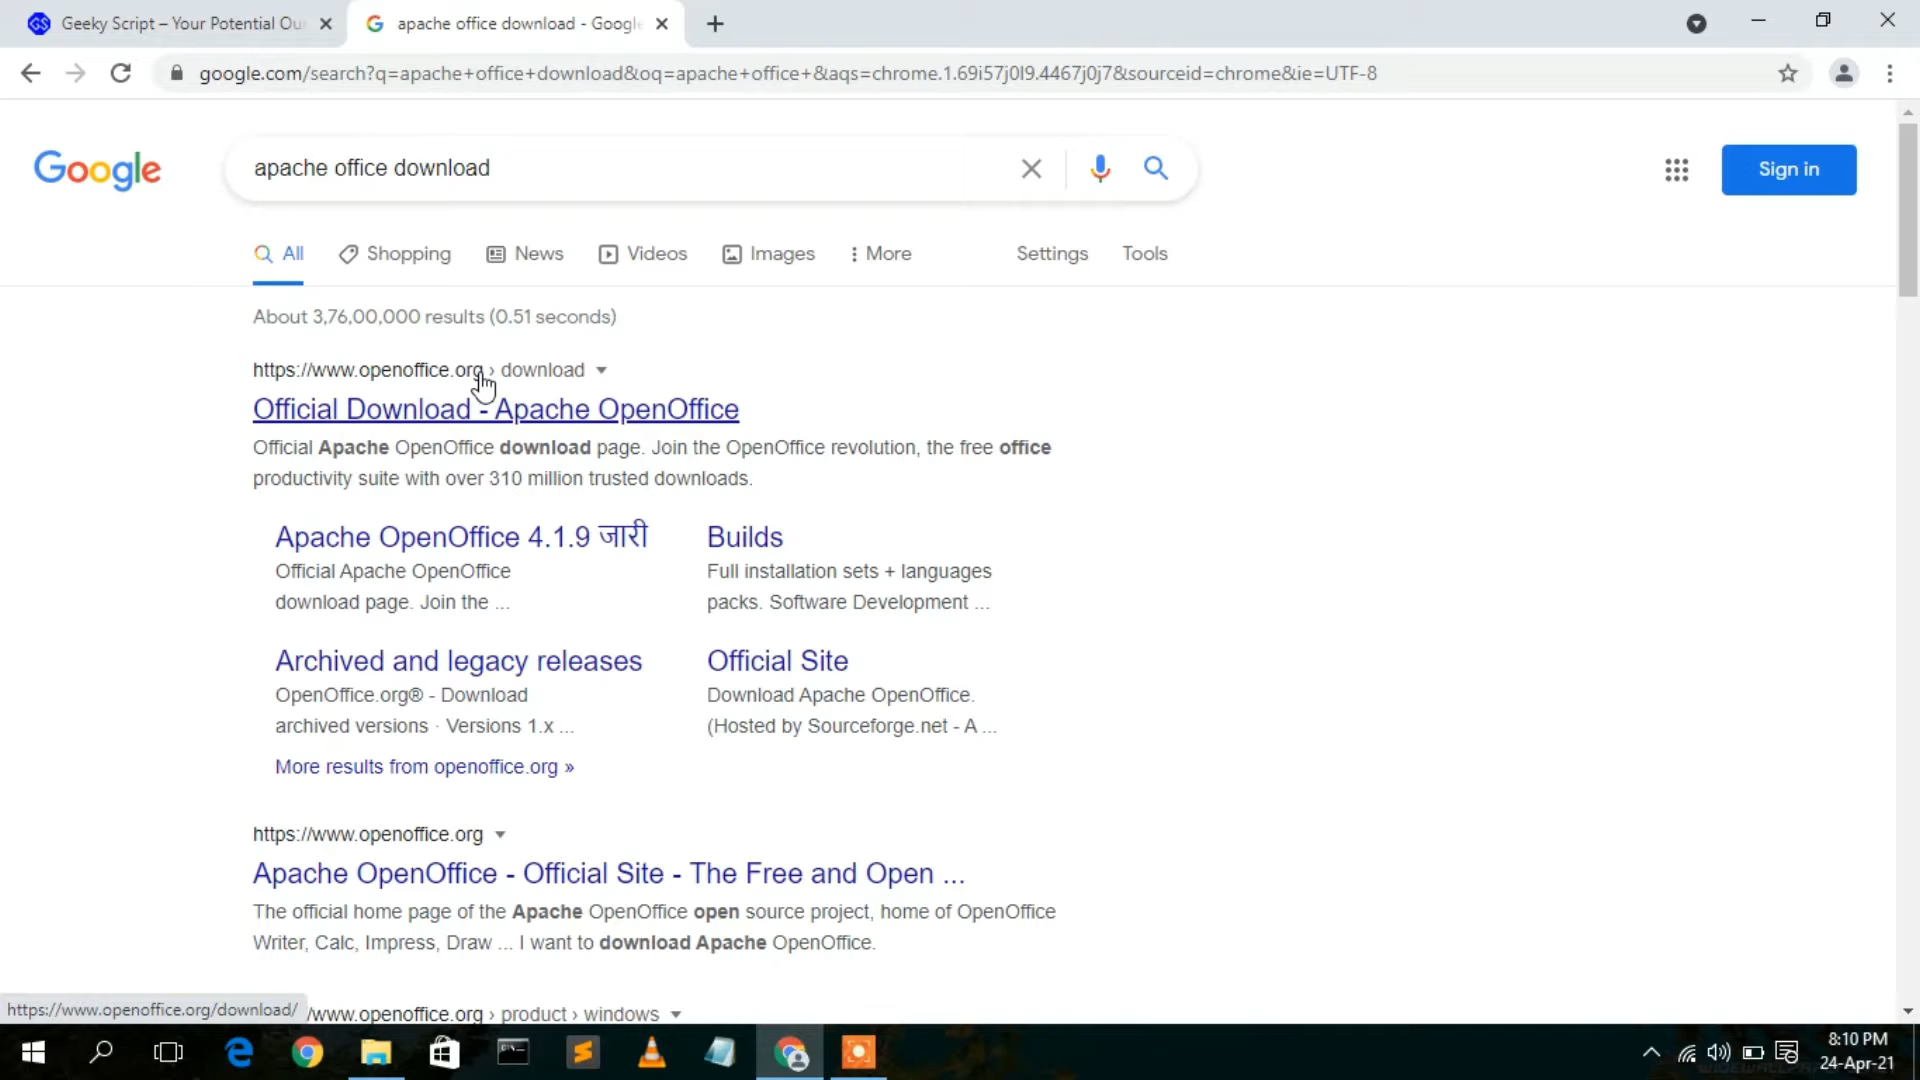 Geeky Script – Your Potential Ou
apache office download - Google
google.com/search?q=apache+office+download&oq=apache+office+&aqs=chrome.1.69i57j0l9.4467j0j7&sourceid=chrome&ie=UTF-8
Google
apache office download
Sign in
All
Shopping
News
Videos
Images
More
Settings
Tools
About 3,76,00,000 results (0.51 seconds)
https://www.openoffice.org › download
Official Download - Apache OpenOffice
Official Apache OpenOffice download page. Join the OpenOffice revolution, the free office
productivity suite with over 310 million trusted downloads.
Apache OpenOffice 4.1.9 जारी
Official Apache OpenOffice
download page. Join the ...
Builds
Full installation sets + languages
packs. Software Development ...
Archived and legacy releases
OpenOffice.org® - Download
archived versions · Versions 1.x ...
Official Site
Download Apache OpenOffice.
(Hosted by Sourceforge.net - A ...
More results from openoffice.org »
https://www.openoffice.org
Apache OpenOffice - Official Site - The Free and Open ...
The official home page of the Apache OpenOffice open source project, home of OpenOffice
Writer, Calc, Impress, Draw ... I want to download Apache OpenOffice.
https://www.openoffice.org/download/
/www.openoffice.org › product › windows
8:10 PM
24-Apr-21